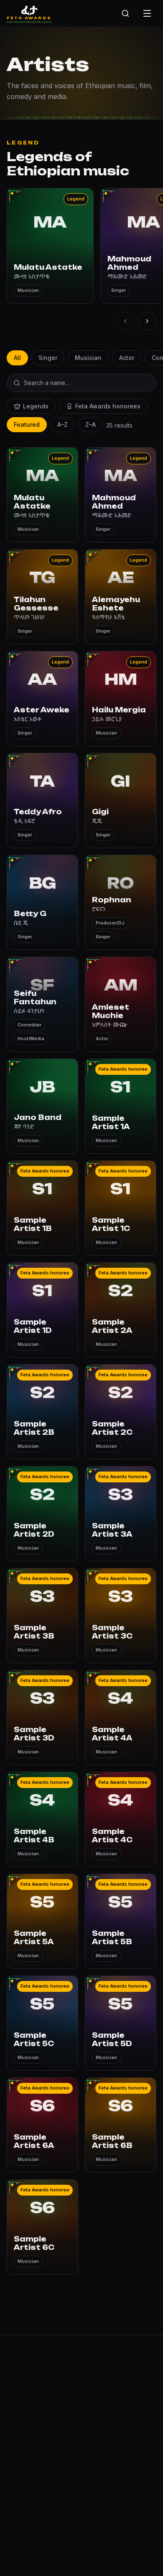 FETA AWARDS
Artists
The faces and voices of Ethiopian music, film,
comedy and media.
LEGEND
Legends of
Ethiopian music
Legend
MA
Mulatu Astatke
ሙላቱ አስታጥቄ
Musician
MA
Mahmoud
Ahmed
ማሕሙድ አሕመድ
Singer
All
Singer
Musician
Actor
Search a name...
Legends
Feta Awards honorees
Featured
A–Z
Z–A
35 results
Legend
MA
Mulatu
Astatke
ሙላቱ አስታጥቄ
Musician
Legend
MA
Mahmoud
Ahmed
ማሕሙድ አሕመድ
Singer
Legend
TG
Tilahun
Gessesse
ጥላሁን ገሠሠ
Singer
Legend
AE
Alemayehu
Eshete
ዓለማየሁ እሸቴ
Singer
Legend
AA
Aster Aweke
አስቴር አወቀ
Singer
Legend
HM
Hailu Mergia
ኃይሉ መርጊያ
Musician
TA
Teddy Afro
ቴዲ አፍሮ
Singer
GI
Gigi
ጂጂ
Singer
BG
Betty G
ቤቲ ጂ
Singer
RO
Rophnan
ሮፍናን
Producer/DJ
Singer
SF
Seifu
Fantahun
ሰይፉ ፋንታሁን
Comedian
Host/Media
AM
Amleset
Muchie
አምለሰት ሙጬ
Actor
JB
Jano Band
ጃኖ ባንድ
Musician
Feta Awards honoree
S1
Sample
Artist 1A
Musician
Feta Awards honoree
S1
Sample
Artist 1B
Musician
Feta Awards honoree
S1
Sample
Artist 1C
Musician
Feta Awards honoree
S1
Sample
Artist 1D
Musician
Feta Awards honoree
S2
Sample
Artist 2A
Musician
Feta Awards honoree
S2
Sample
Artist 2B
Musician
Feta Awards honoree
S2
Sample
Artist 2C
Musician
Feta Awards honoree
S2
Sample
Artist 2D
Musician
Feta Awards honoree
S3
Sample
Artist 3A
Musician
Feta Awards honoree
S3
Sample
Artist 3B
Musician
Feta Awards honoree
S3
Sample
Artist 3C
Musician
Feta Awards honoree
S3
Sample
Artist 3D
Musician
Feta Awards honoree
S4
Sample
Artist 4A
Musician
Feta Awards honoree
S4
Sample
Artist 4B
Musician
Feta Awards honoree
S4
Sample
Artist 4C
Musician
Feta Awards honoree
S5
Sample
Artist 5A
Musician
Feta Awards honoree
S5
Sample
Artist 5B
Musician
Feta Awards honoree
S5
Sample
Artist 5C
Musician
Feta Awards honoree
S5
Sample
Artist 5D
Musician
Feta Awards honoree
S6
Sample
Artist 6A
Musician
Feta Awards honoree
S6
Sample
Artist 6B
Musician
Feta Awards honoree
S6
Sample
Artist 6C
Musician